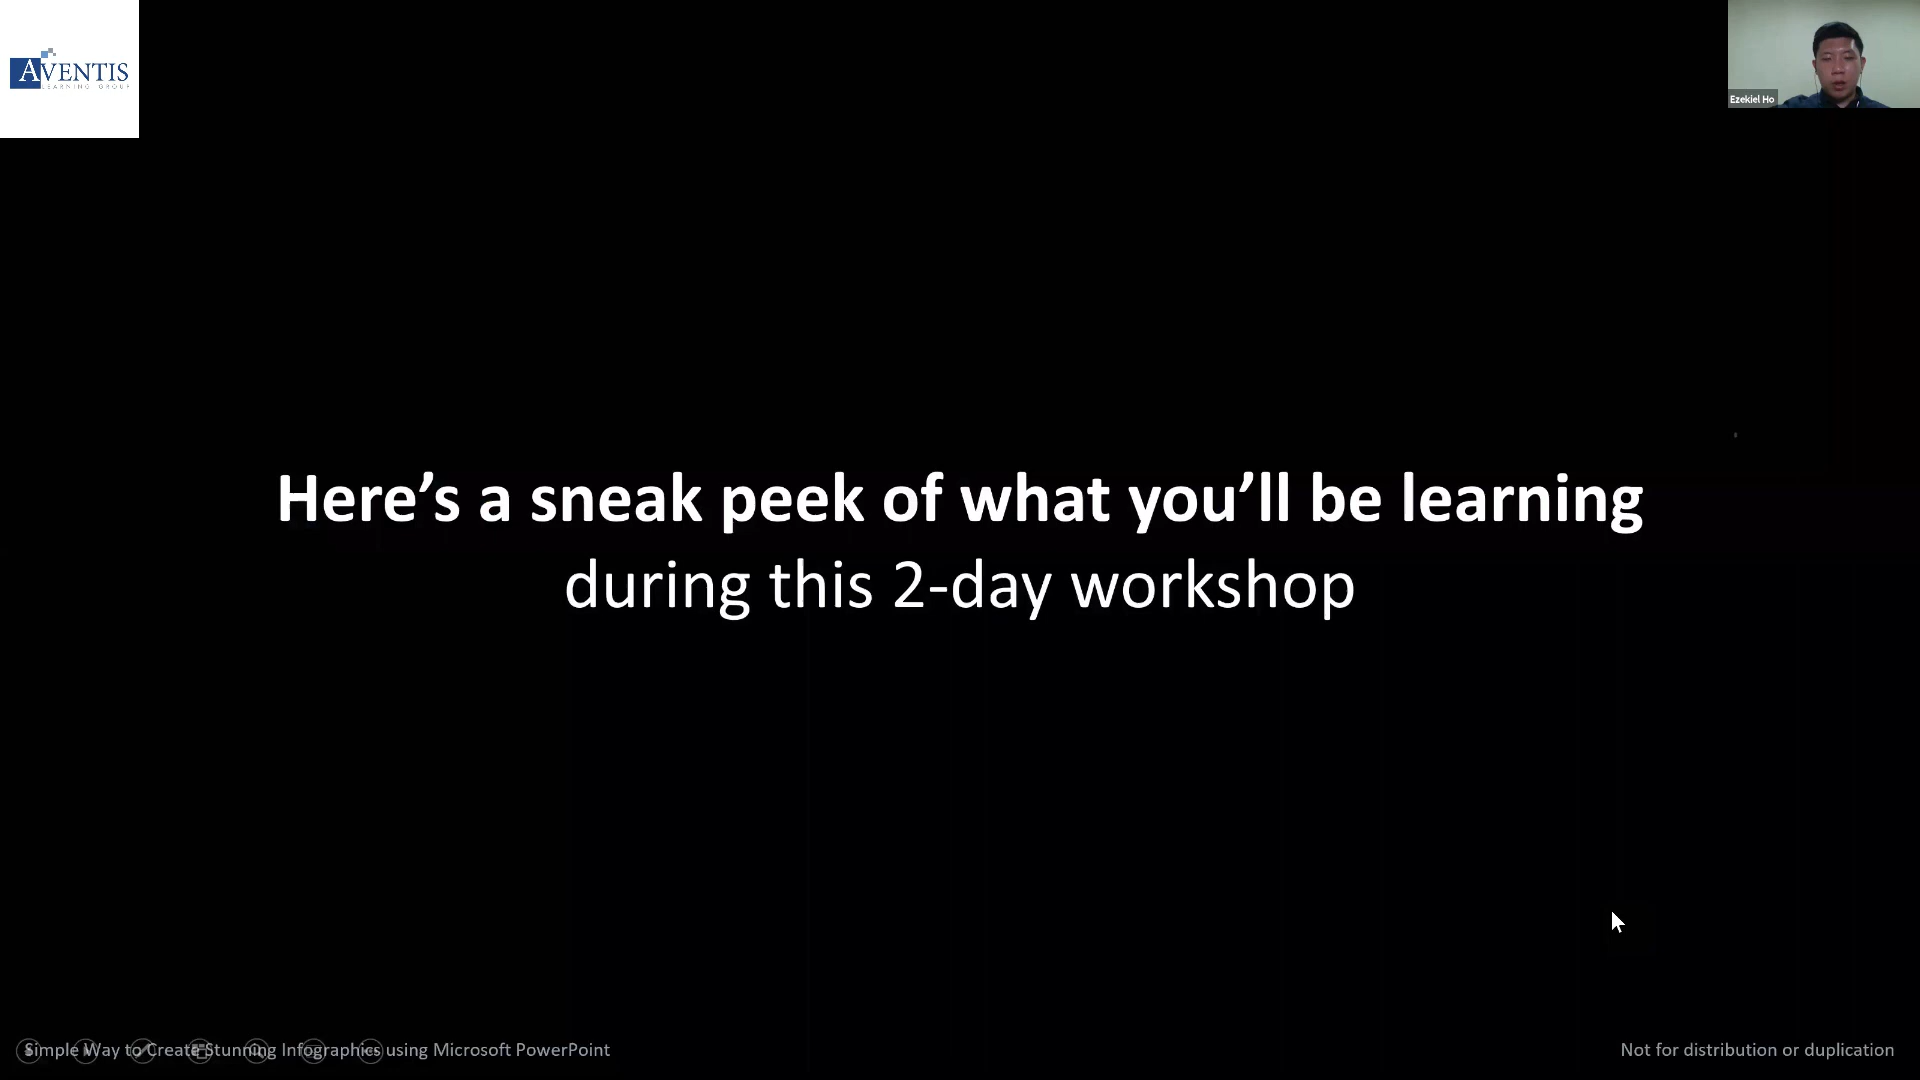 AVENTIS
LEARNING GROUP
Ezekiel Ho
Here’s a sneak peek of what you’ll be learning
during this 2-day workshop
Simple Way to Create Stunning Infographics using Microsoft PowerPoint
Not for distribution or duplication